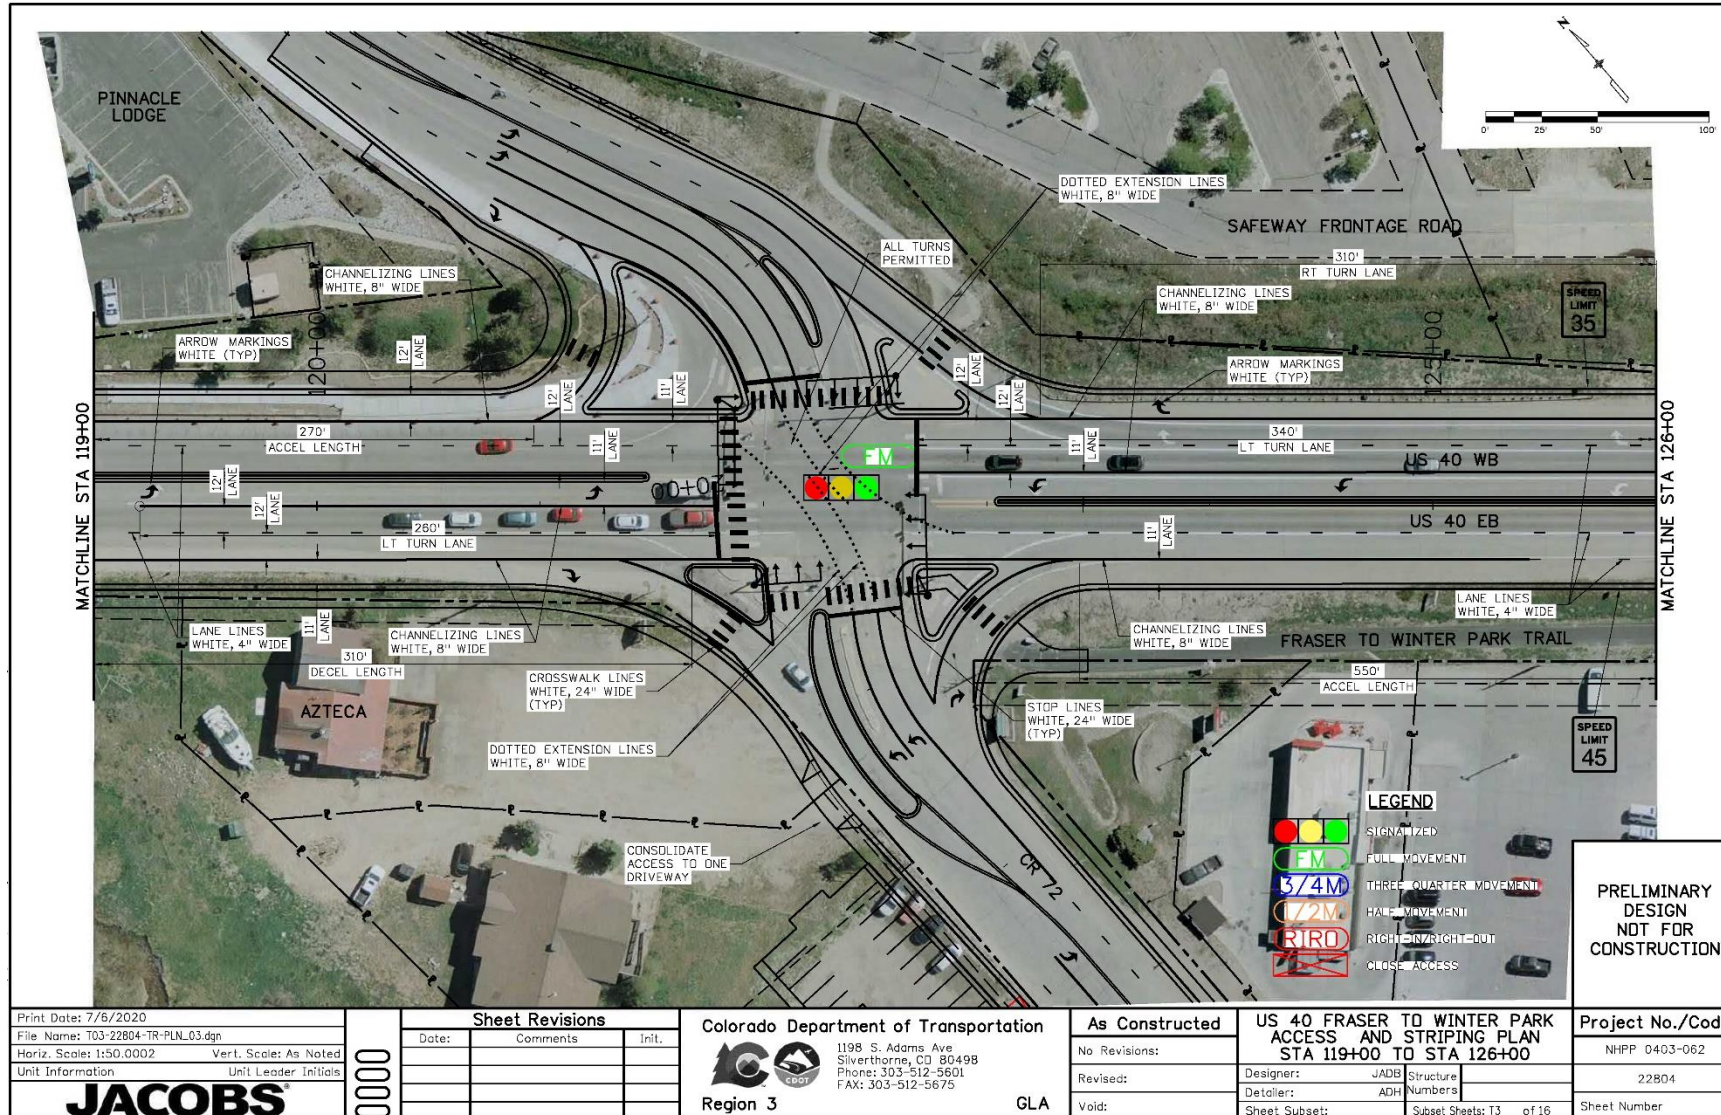 PINNACLE
LODGE
0' 25' 50' 100'
DOTTED EXTENSION LINES
WHITE, 8" WIDE
SAFEWAY FRONTAGE ROAD
ALL TURNS
PERMITTED
310'
RT TURN LANE
CHANNELIZING LINES
WHITE, 8" WIDE
CHANNELIZING LINES
WHITE, 8" WIDE
SPEED
LIMIT
35
ARROW MARKINGS
WHITE (TYP)
120+00
12'
LANE
12'
LANE
11'
LANE
12'
LANE
12'
LANE
ARROW MARKINGS
WHITE (TYP)
125+00
MATCHLINE STA 119+00
270'
ACCEL LENGTH
11'
LANE
FM
11'
LANE
340'
LT TURN LANE
US 40 WB
MATCHLINE STA 126+00
12'
LANE
12'
LANE
US 40 EB
260'
LT TURN LANE
11'
LANE
LANE LINES
WHITE, 4" WIDE
11'
LANE
LANE LINES
WHITE, 4" WIDE
CHANNELIZING LINES
WHITE, 8" WIDE
CHANNELIZING LINES
WHITE, 8" WIDE
FRASER TO WINTER PARK TRAIL
310'
DECEL LENGTH
550'
ACCEL LENGTH
CROSSWALK LINES
WHITE, 24" WIDE
(TYP)
STOP LINES
WHITE, 24" WIDE
(TYP)
AZTECA
DOTTED EXTENSION LINES
WHITE, 8" WIDE
SPEED
LIMIT
45
CONSOLIDATE
ACCESS TO ONE
DRIVEWAY
CR 72
LEGEND
SIGNALIZED
FM FULL MOVEMENT
3/4M THREE QUARTER MOVEMENT
1/2M HALF MOVEMENT
RIRO RIGHT-IN/RIGHT-OUT
CLOSE ACCESS
PRELIMINARY
DESIGN
NOT FOR
CONSTRUCTION
Print Date: 7/6/2020
File Name: T03-22804-TR-PLN_03.dgn
Horiz. Scale: 1:50.0002 Vert. Scale: As Noted
Unit Information Unit Leader Initials
JACOBS
Sheet Revisions
Date: Comments Init.
Colorado Department of Transportation
1198 S. Adams Ave
Silverthorne, CO 80498
Phone: 303-512-5601
FAX: 303-512-5675
CDOT
Region 3 GLA
As Constructed
No Revisions:
Revised:
Void:
US 40 FRASER TO WINTER PARK
ACCESS AND STRIPING PLAN
STA 119+00 TO STA 126+00
Designer: JADB
Detailer: ADH
Structure
Numbers
Sheet Subset: Subset Sheets: T3 of 16
Project No./Cod
NHPP 0403-062
22804
Sheet Number